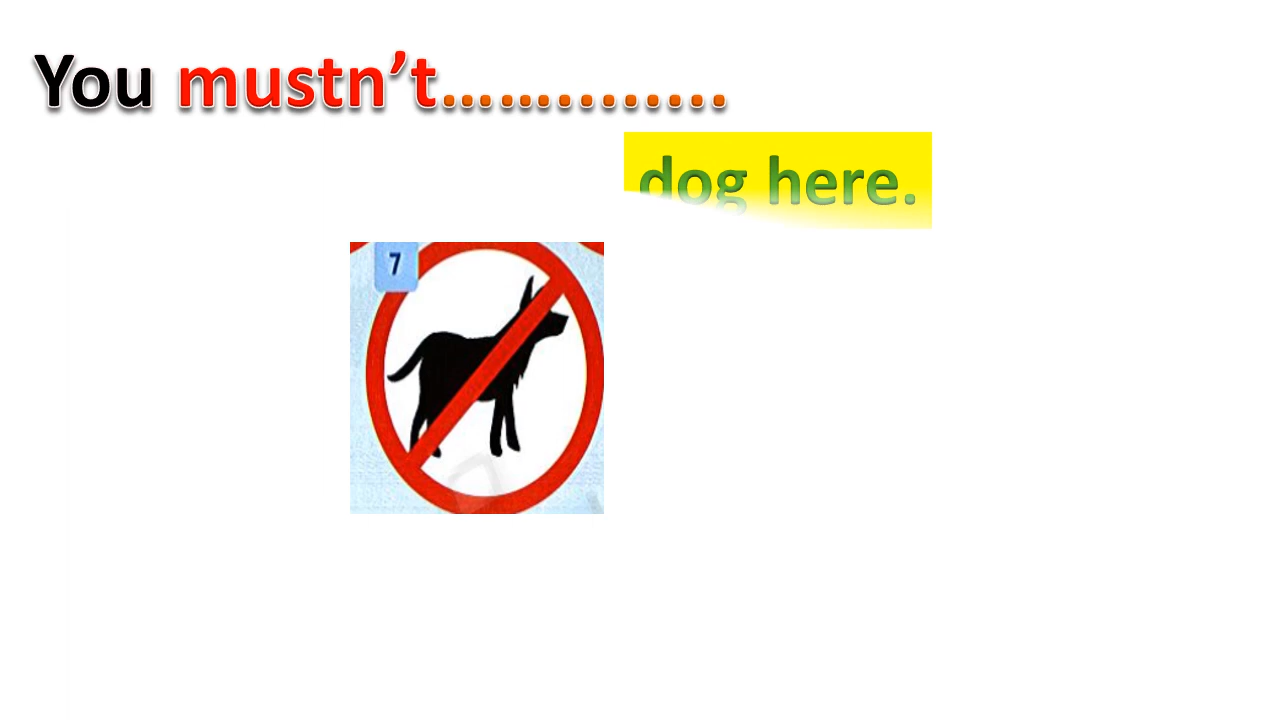 You mustn’t…………..
dog here.
7